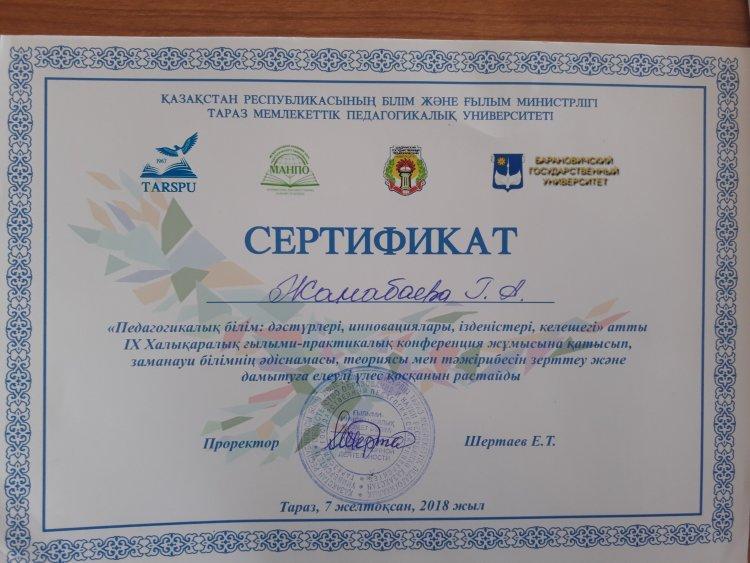 ҚАЗАҚСТАН РЕСПУБЛИКАСЫНЫҢ БІЛІМ ЖӘНЕ ҒЫЛЫМ МИНИСТРЛІГІ
ТАРАЗ МЕМЛЕКЕТТІК ПЕДАГОГИКАЛЫҚ УНИВЕРСИТЕТІ
1967
TARSPU
МАНПО
БАРАНОВИЧСКИЙ
ГОСУДАРСТВЕННЫЙ
УНИВЕРСИТЕТ
СЕРТИФИКАТ
Жамабаева Г. А.
«Педагогикалық білім: дәстүрлері, инновациялары, ізденістері, келешегі» атты
IX Халықаралық ғылыми-практикалық конференция жұмысына қатысып,
заманауи білімнің әдіснамасы, теориясы мен тәжірибесін зерттеу және
дамытуға елеулі үлес қосқанын растайды
Проректор
Шертаев Е.Т.
Тараз, 7 желтоқсан, 2018 жыл